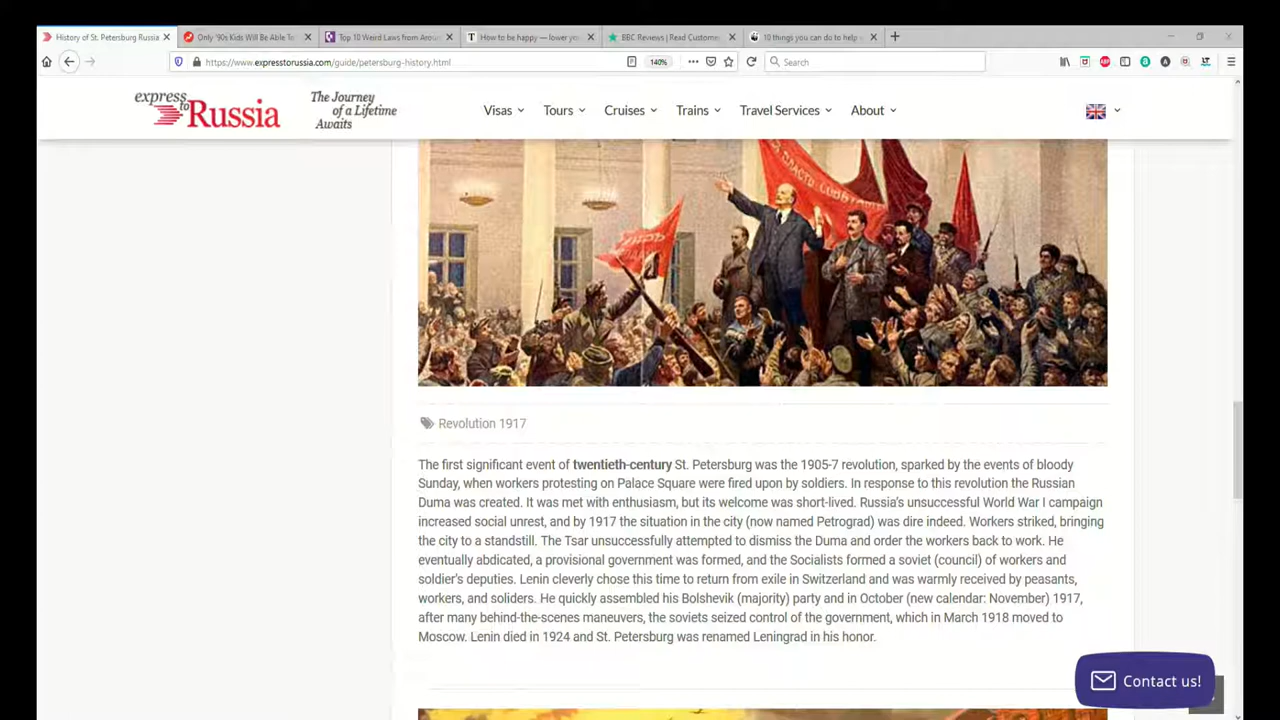 History of St. Petersburg Russia
Only '90s Kids Will Be Able To
Top 10 Weird Laws from Arou
How to be happy — lower you
BBC Reviews | Read Custome
10 things you can do to help
https://www.expresstorussia.com/guide/petersburg-history.html
140%
Search
express to Russia
The Journey
of a Lifetime
Awaits
Visas
Tours
Cruises
Trains
Travel Services
About
Revolution 1917
The first significant event of twentieth-century St. Petersburg was the 1905-7 revolution, sparked by the events of bloody
Sunday, when workers protesting on Palace Square were fired upon by soldiers. In response to this revolution the Russian
Duma was created. It was met with enthusiasm, but its welcome was short-lived. Russia's unsuccessful World War I campaign
increased social unrest, and by 1917 the situation in the city (now named Petrograd) was dire indeed. Workers striked, bringing
the city to a standstill. The Tsar unsuccessfully attempted to dismiss the Duma and order the workers back to work. He
eventually abdicated, a provisional government was formed, and the Socialists formed a soviet (council) of workers and
soldier's deputies. Lenin cleverly chose this time to return from exile in Switzerland and was warmly received by peasants,
workers, and soliders. He quickly assembled his Bolshevik (majority) party and in October (new calendar: November) 1917,
after many behind-the-scenes maneuvers, the soviets seized control of the government, which in March 1918 moved to
Moscow. Lenin died in 1924 and St. Petersburg was renamed Leningrad in his honor.
Contact us!